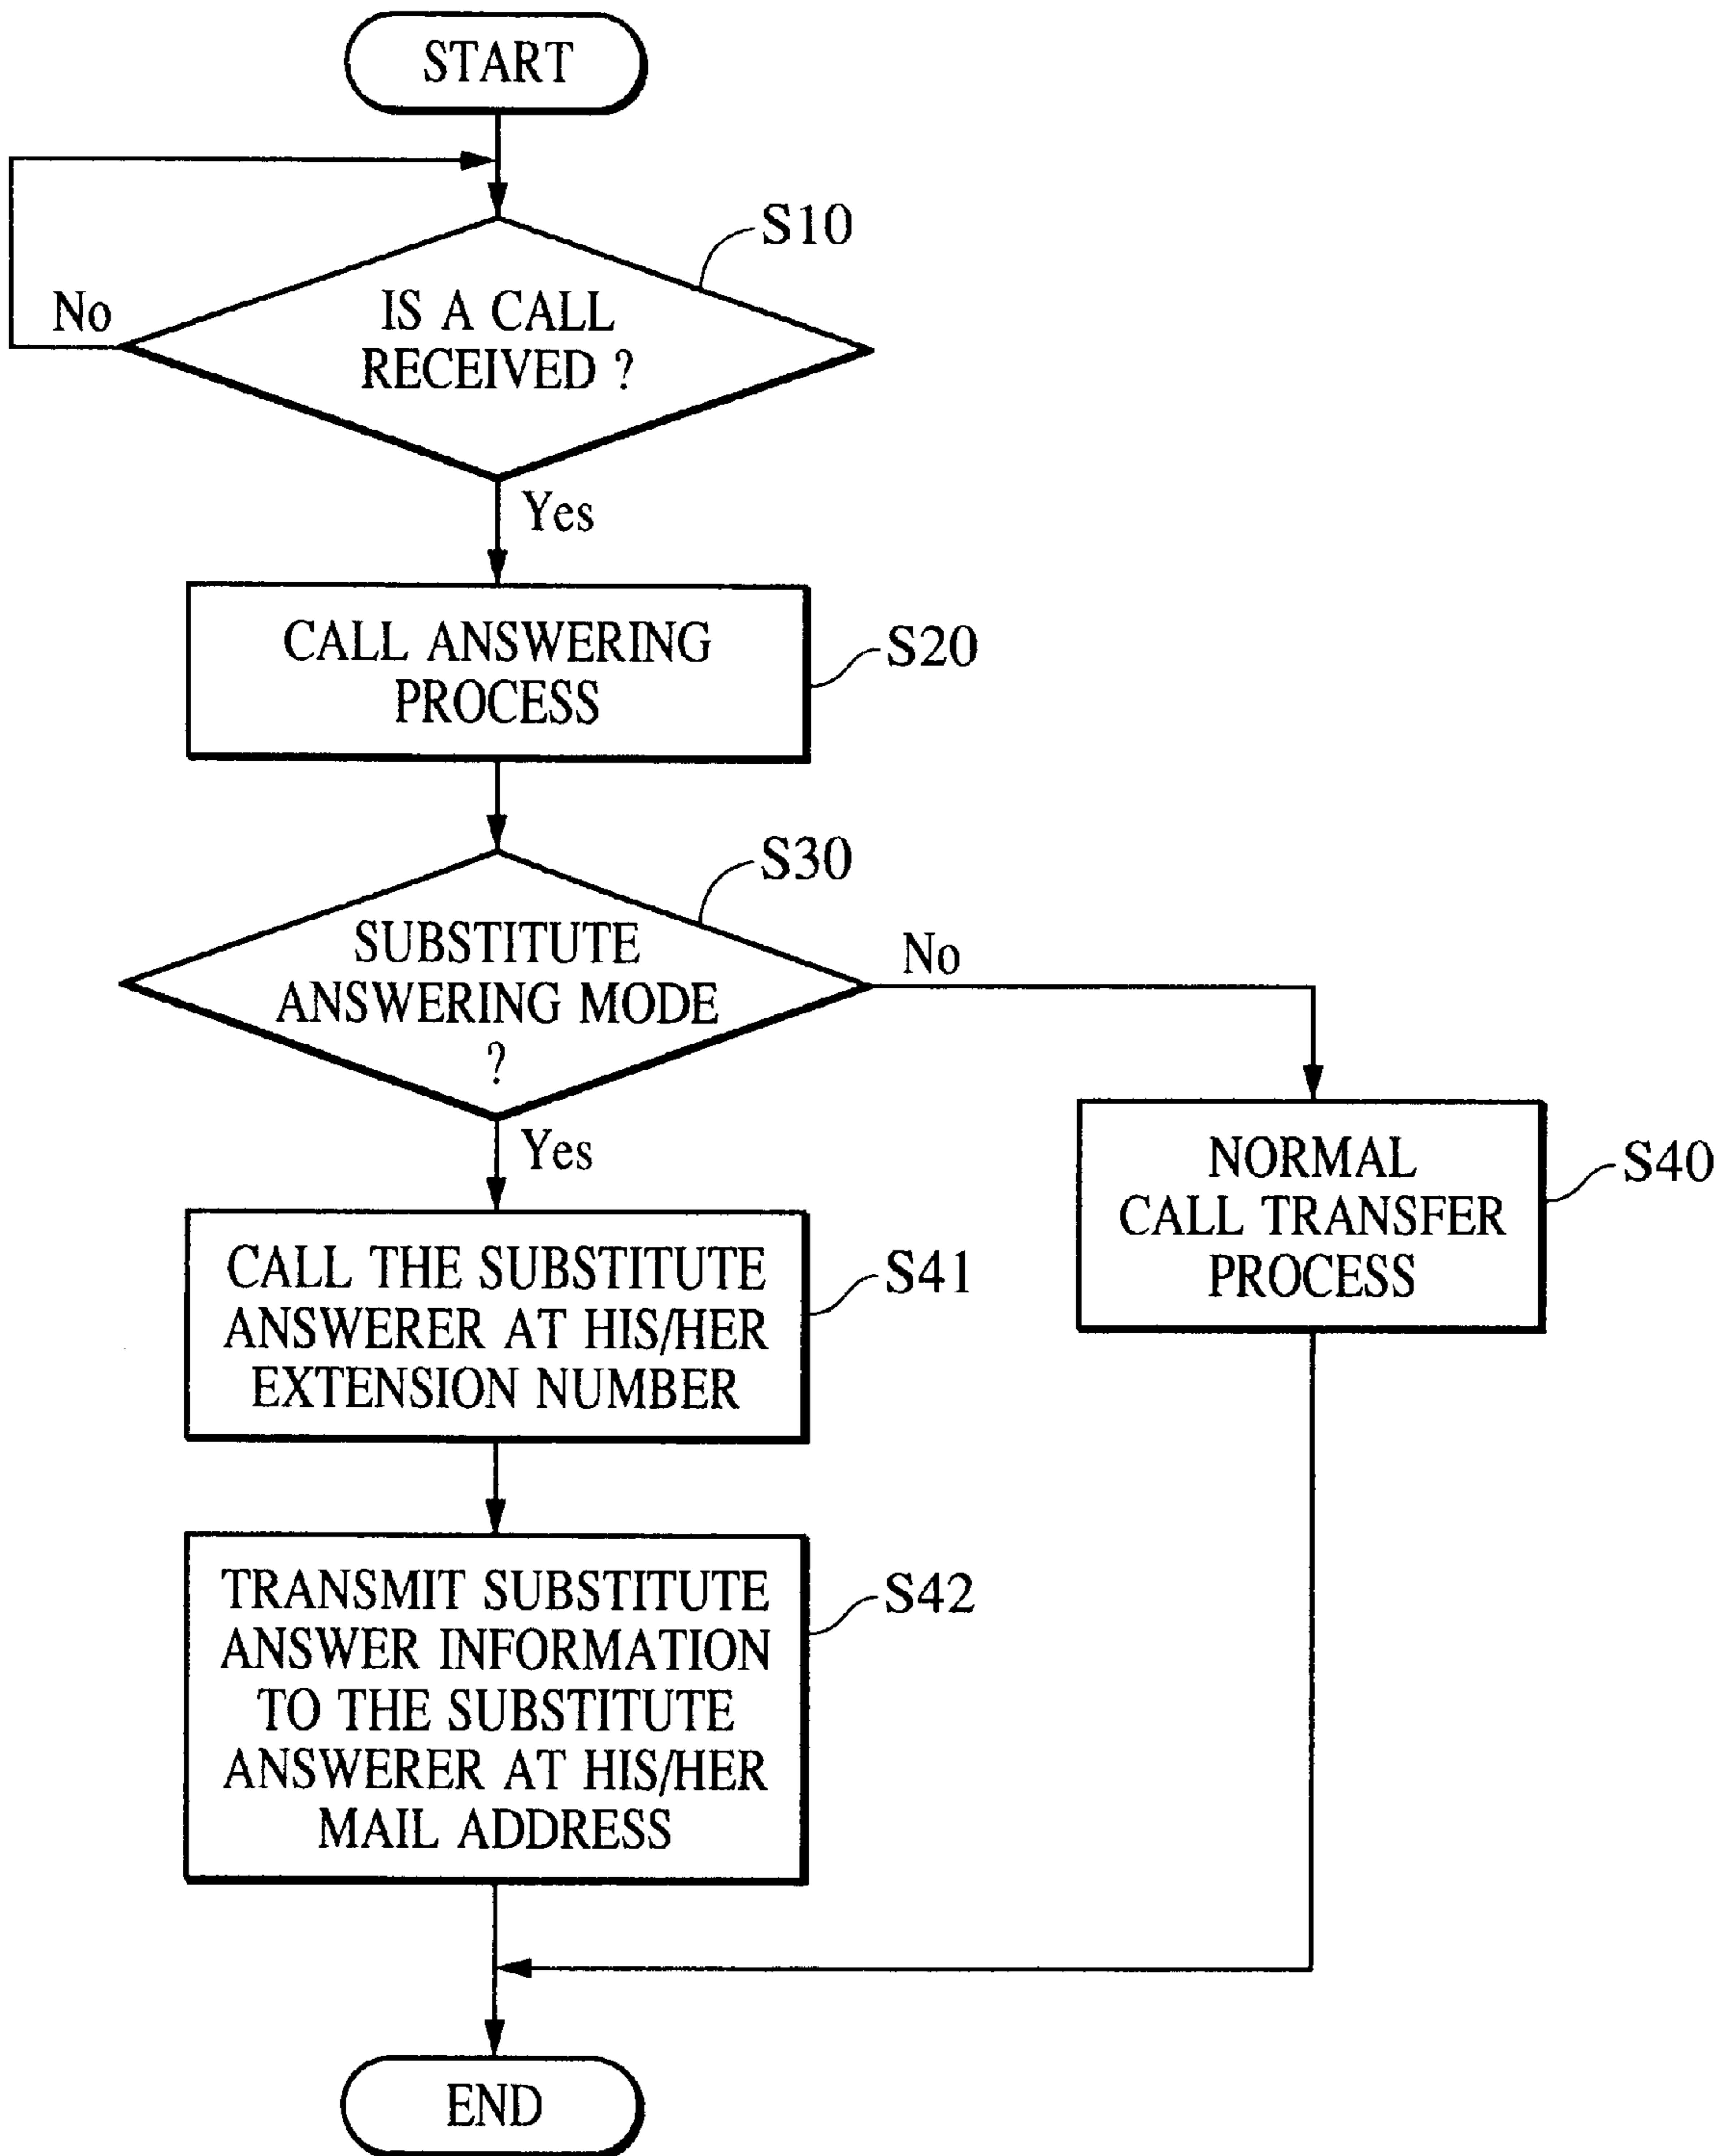 START
S10
No
IS A CALL
RECEIVED ?
Yes
CALL ANSWERING
PROCESS
S20
S30
SUBSTITUTE
ANSWERING MODE
?
No
Yes
NORMAL
CALL TRANSFER
PROCESS
S40
CALL THE SUBSTITUTE
ANSWERER AT HIS/HER
EXTENSION NUMBER
S41
TRANSMIT SUBSTITUTE
ANSWER INFORMATION
TO THE SUBSTITUTE
ANSWERER AT HIS/HER
MAIL ADDRESS
S42
END